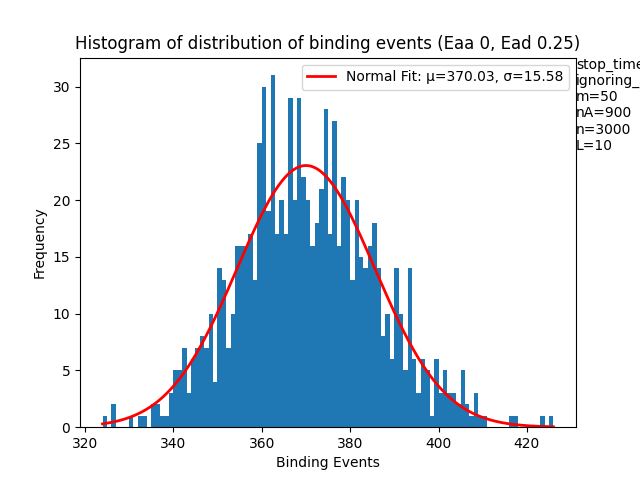 Histogram of distribution of binding events (Eaa 0, Ead 0.25)
Normal Fit: μ=370.03, σ=15.58
stop_time
ignoring_
m=50
nA=900
n=3000
L=10
30
25
20
15
10
5
0
Frequency
320 340 360 380 400 420
Binding Events